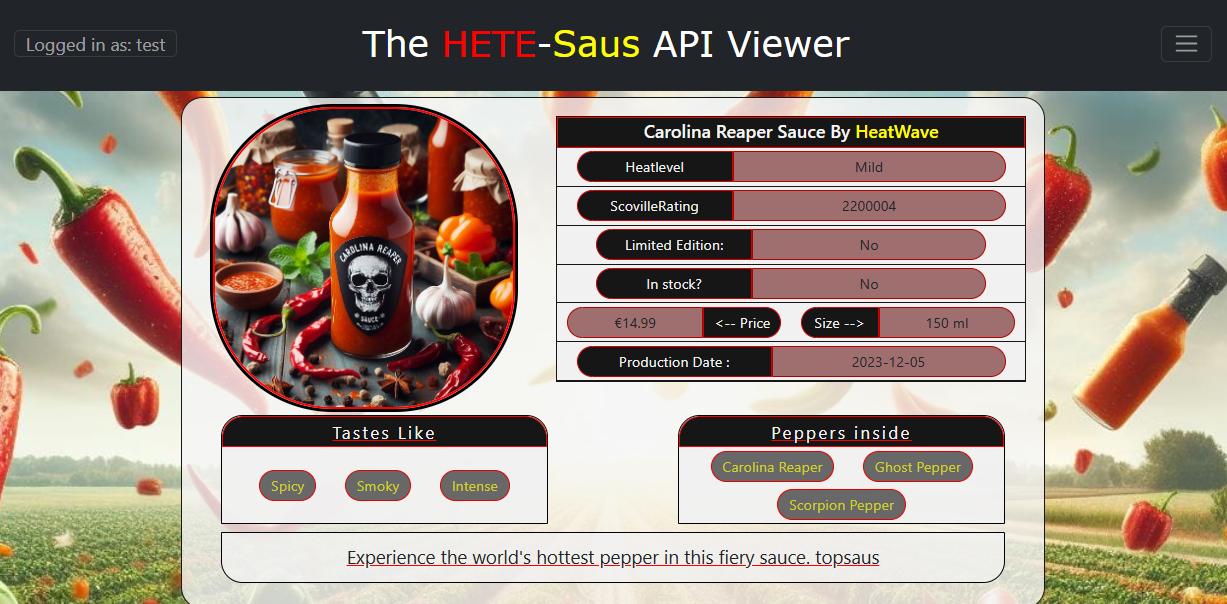 Logged in as: test
The HETE-Saus API Viewer
CAROLINA REAPER
SAUCE
Carolina Reaper Sauce By HeatWave
Heatlevel Mild
ScovilleRating 2200004
Limited Edition: No
In stock? No
€14.99 <-- Price Size --> 150 ml
Production Date : 2023-12-05
Tastes Like
Spicy Smoky Intense
Peppers inside
Carolina Reaper Ghost Pepper
Scorpion Pepper
Experience the world's hottest pepper in this fiery sauce. topsaus